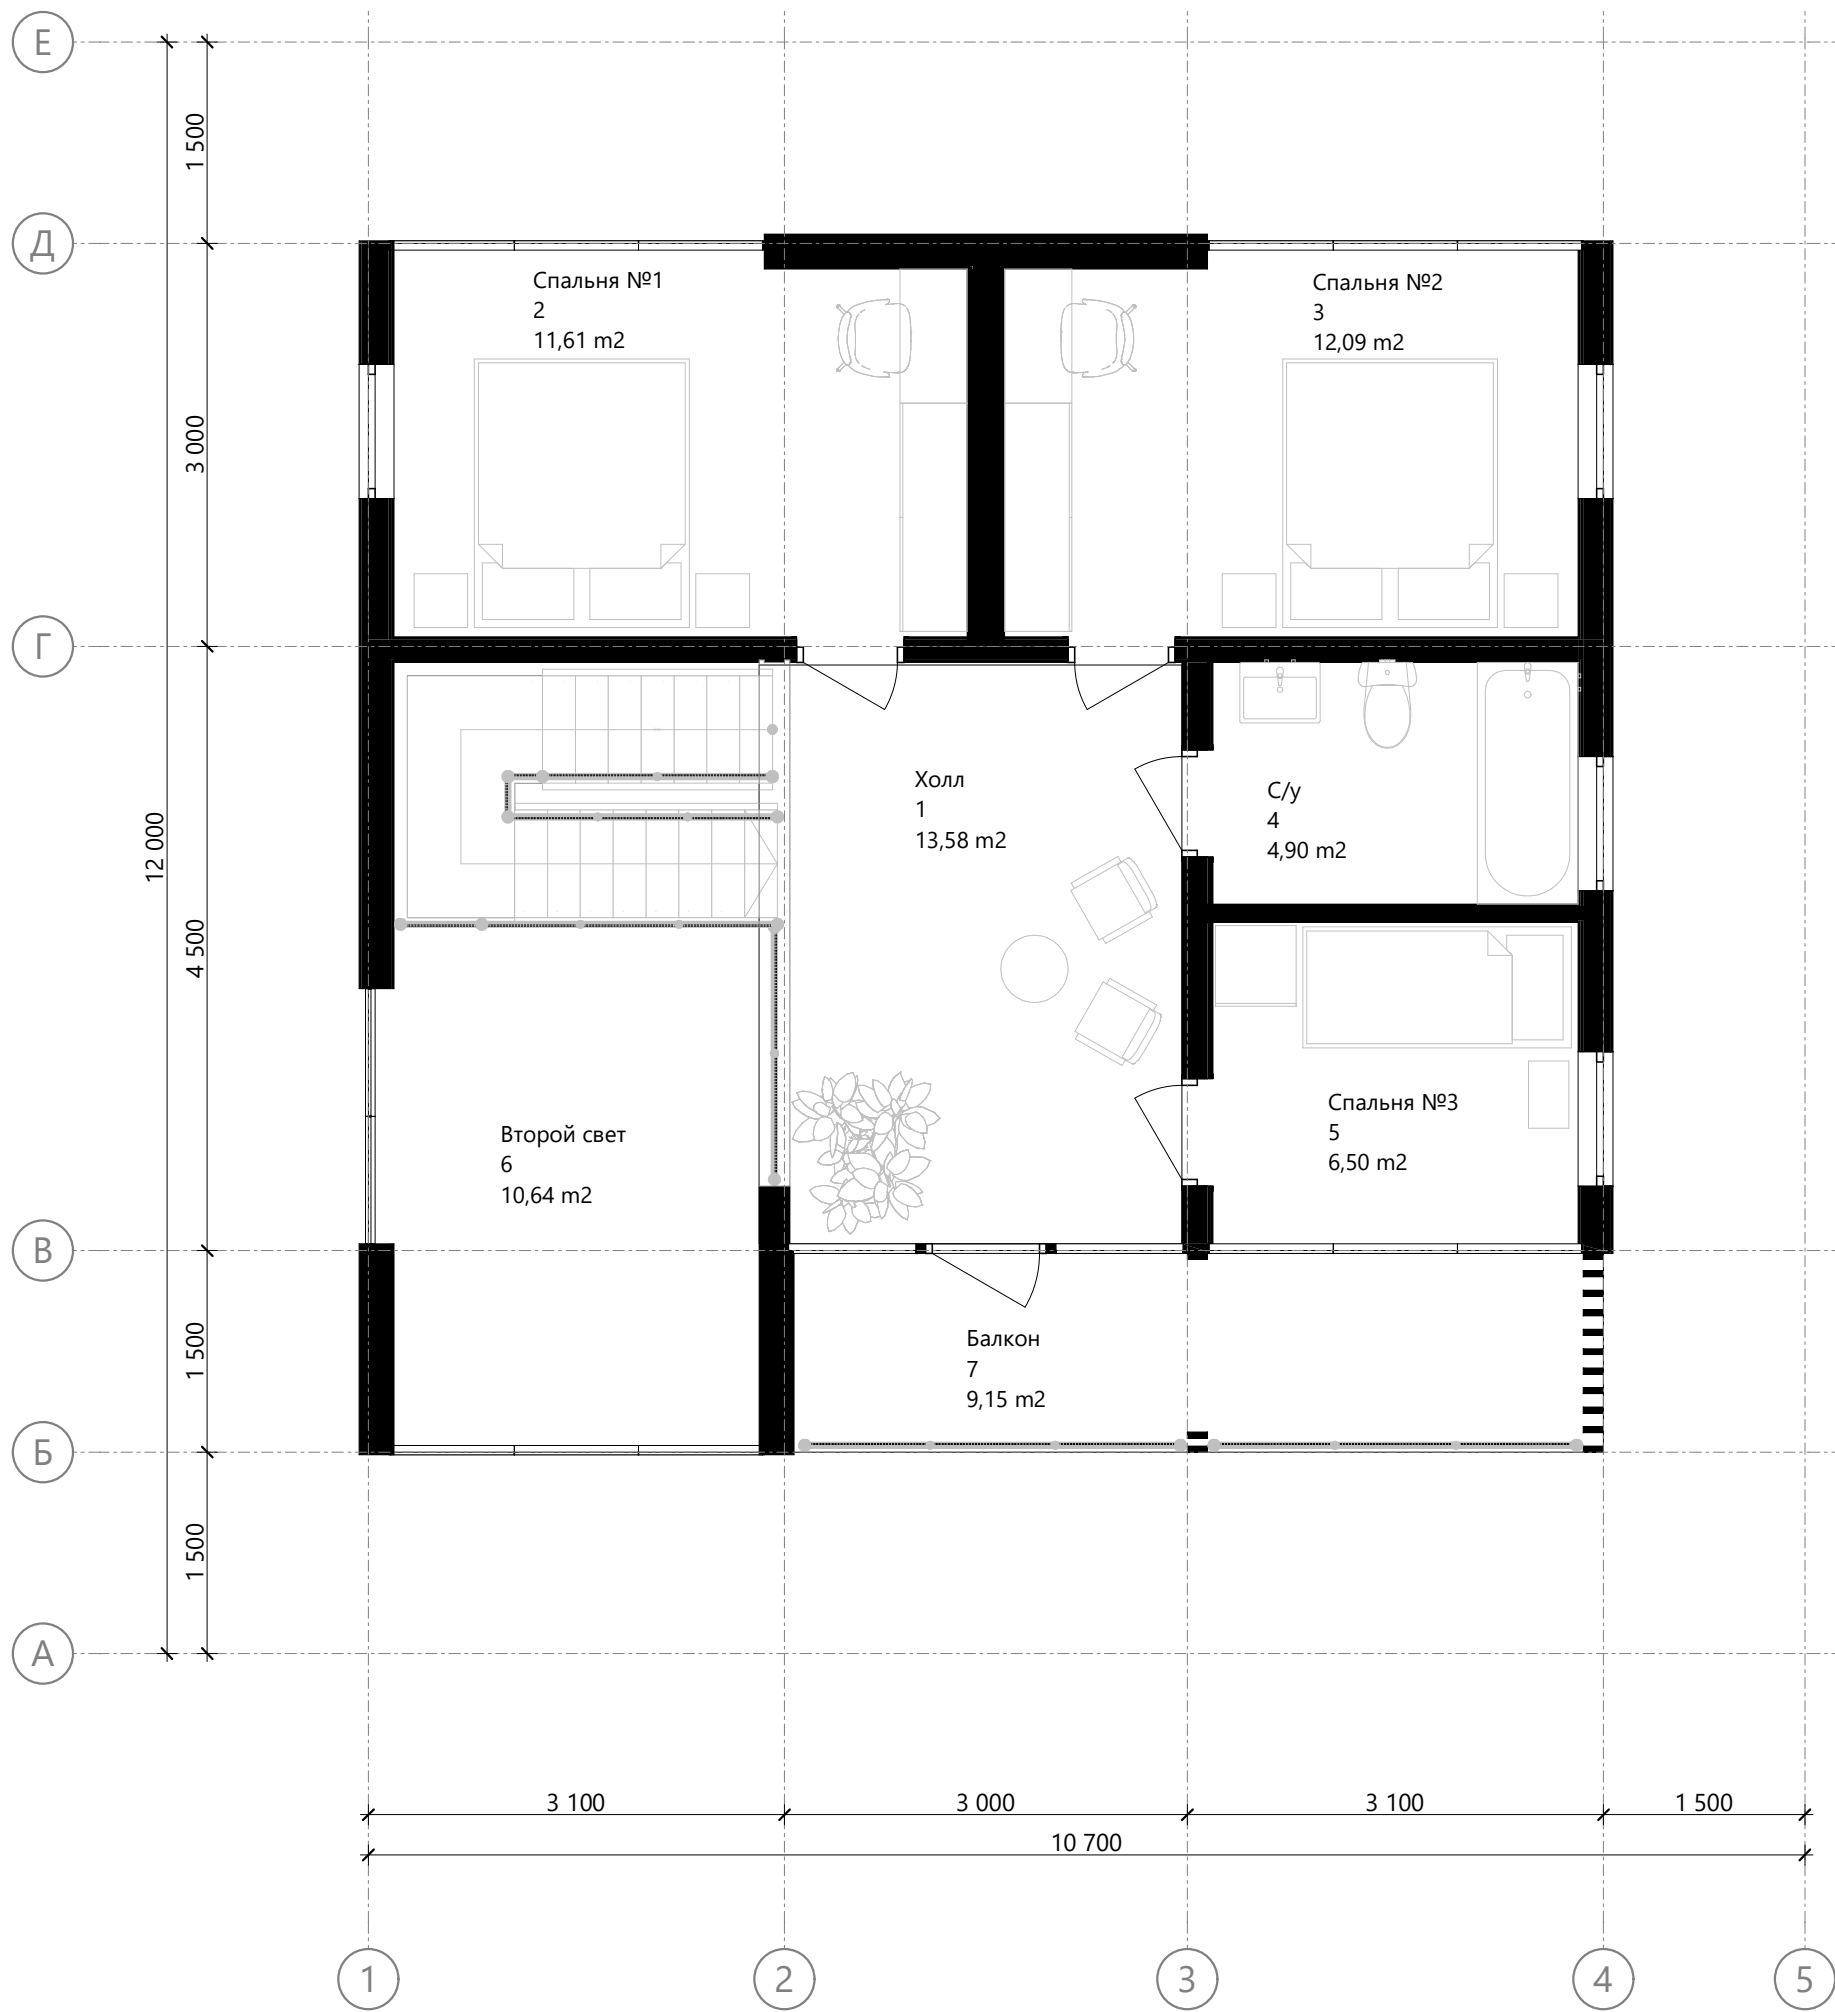 Е
1 500
Д
Спальня №1
2
11,61 m2
Спальня №2
3
12,09 m2
3 000
Г
Холл
1
13,58 m2
С/у
4
4,90 m2
12 000
4 500
Спальня №3
5
6,50 m2
Второй свет
6
10,64 m2
В
Балкон
7
9,15 m2
1 500
Б
1 500
А
3 100
3 000
3 100
1 500
10 700
1
2
3
4
5